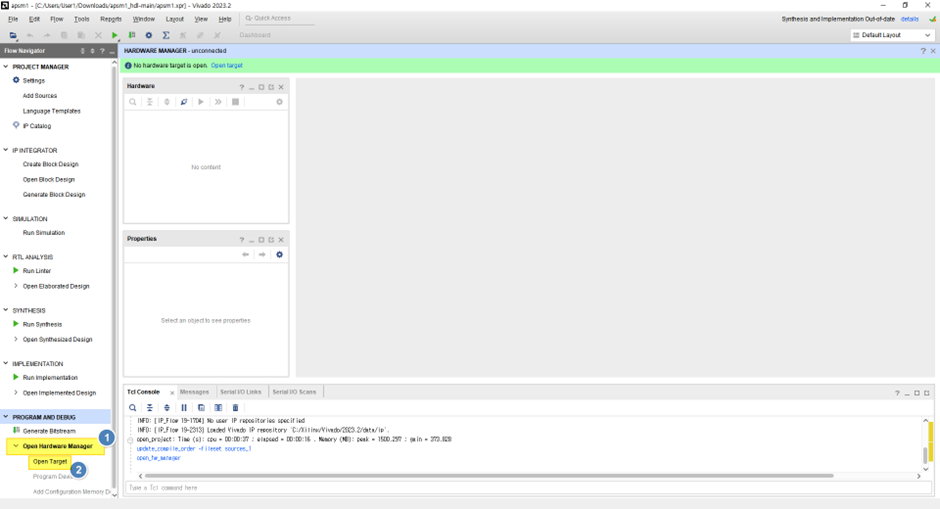 apsm1 - [C:/Users/User1/Downloads/apsm1_hdl-main/apsm1.xpr] - Vivado 2023.2
File Edit Flow Tools Reports Window Layout View Help Quick Access
Synthesis and Implementation Out-of-date details
Dashboard
Default Layout
Flow Navigator
HARDWARE MANAGER - unconnected
No hardware target is open. Open target
PROJECT MANAGER
Settings
Add Sources
Language Templates
IP Catalog
IP INTEGRATOR
Create Block Design
Open Block Design
Generate Block Design
SIMULATION
Run Simulation
RTL ANALYSIS
Run Linter
Open Elaborated Design
SYNTHESIS
Run Synthesis
Open Synthesized Design
IMPLEMENTATION
Run Implementation
Open Implemented Design
PROGRAM AND DEBUG
Generate Bitstream
Open Hardware Manager
1
Open Target
2
Program Devic
Add Configuration Memory D
Hardware
No content
Properties
Select an object to see properties
Tcl Console Messages Serial I/O Links Serial I/O Scans
INFO: [IP_Flow 19-1704] No user IP repositories specified
INFO: [IP_Flow 19-2313] Loaded Vivado IP repository 'C:/Xilinx/Vivado/2023.2/data/ip'.
open_project: Time (s): cpu = 00:00:37 ; elapsed = 00:00:16 . Memory (MB): peak = 1500.297 ; gain = 373.828
update_compile_order -fileset sources_1
open_hw_manager
Type a Tcl command here